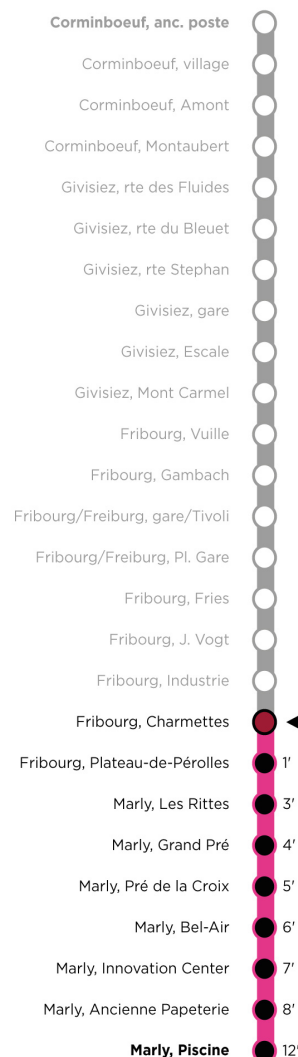 Corminboeuf, anc. poste
Corminboeuf, village
Corminboeuf, Amont
Corminboeuf, Montaubert
Givisiez, rte des Fluides
Givisiez, rte du Bleuet
Givisiez, rte Stephan
Givisiez, gare
Givisiez, Escale
Givisiez, Mont Carmel
Fribourg, Vuille
Fribourg, Gambach
Fribourg/Freiburg, gare/Tivoli
Fribourg/Freiburg, Pl. Gare
Fribourg, Fries
Fribourg, J. Vogt
Fribourg, Industrie
Fribourg, Charmettes
Fribourg, Plateau-de-Pérolles 1'
Marly, Les Rittes 3'
Marly, Grand Pré 4'
Marly, Pré de la Croix 5'
Marly, Bel-Air 6'
Marly, Innovation Center 7'
Marly, Ancienne Papeterie 8'
Marly, Piscine 12'